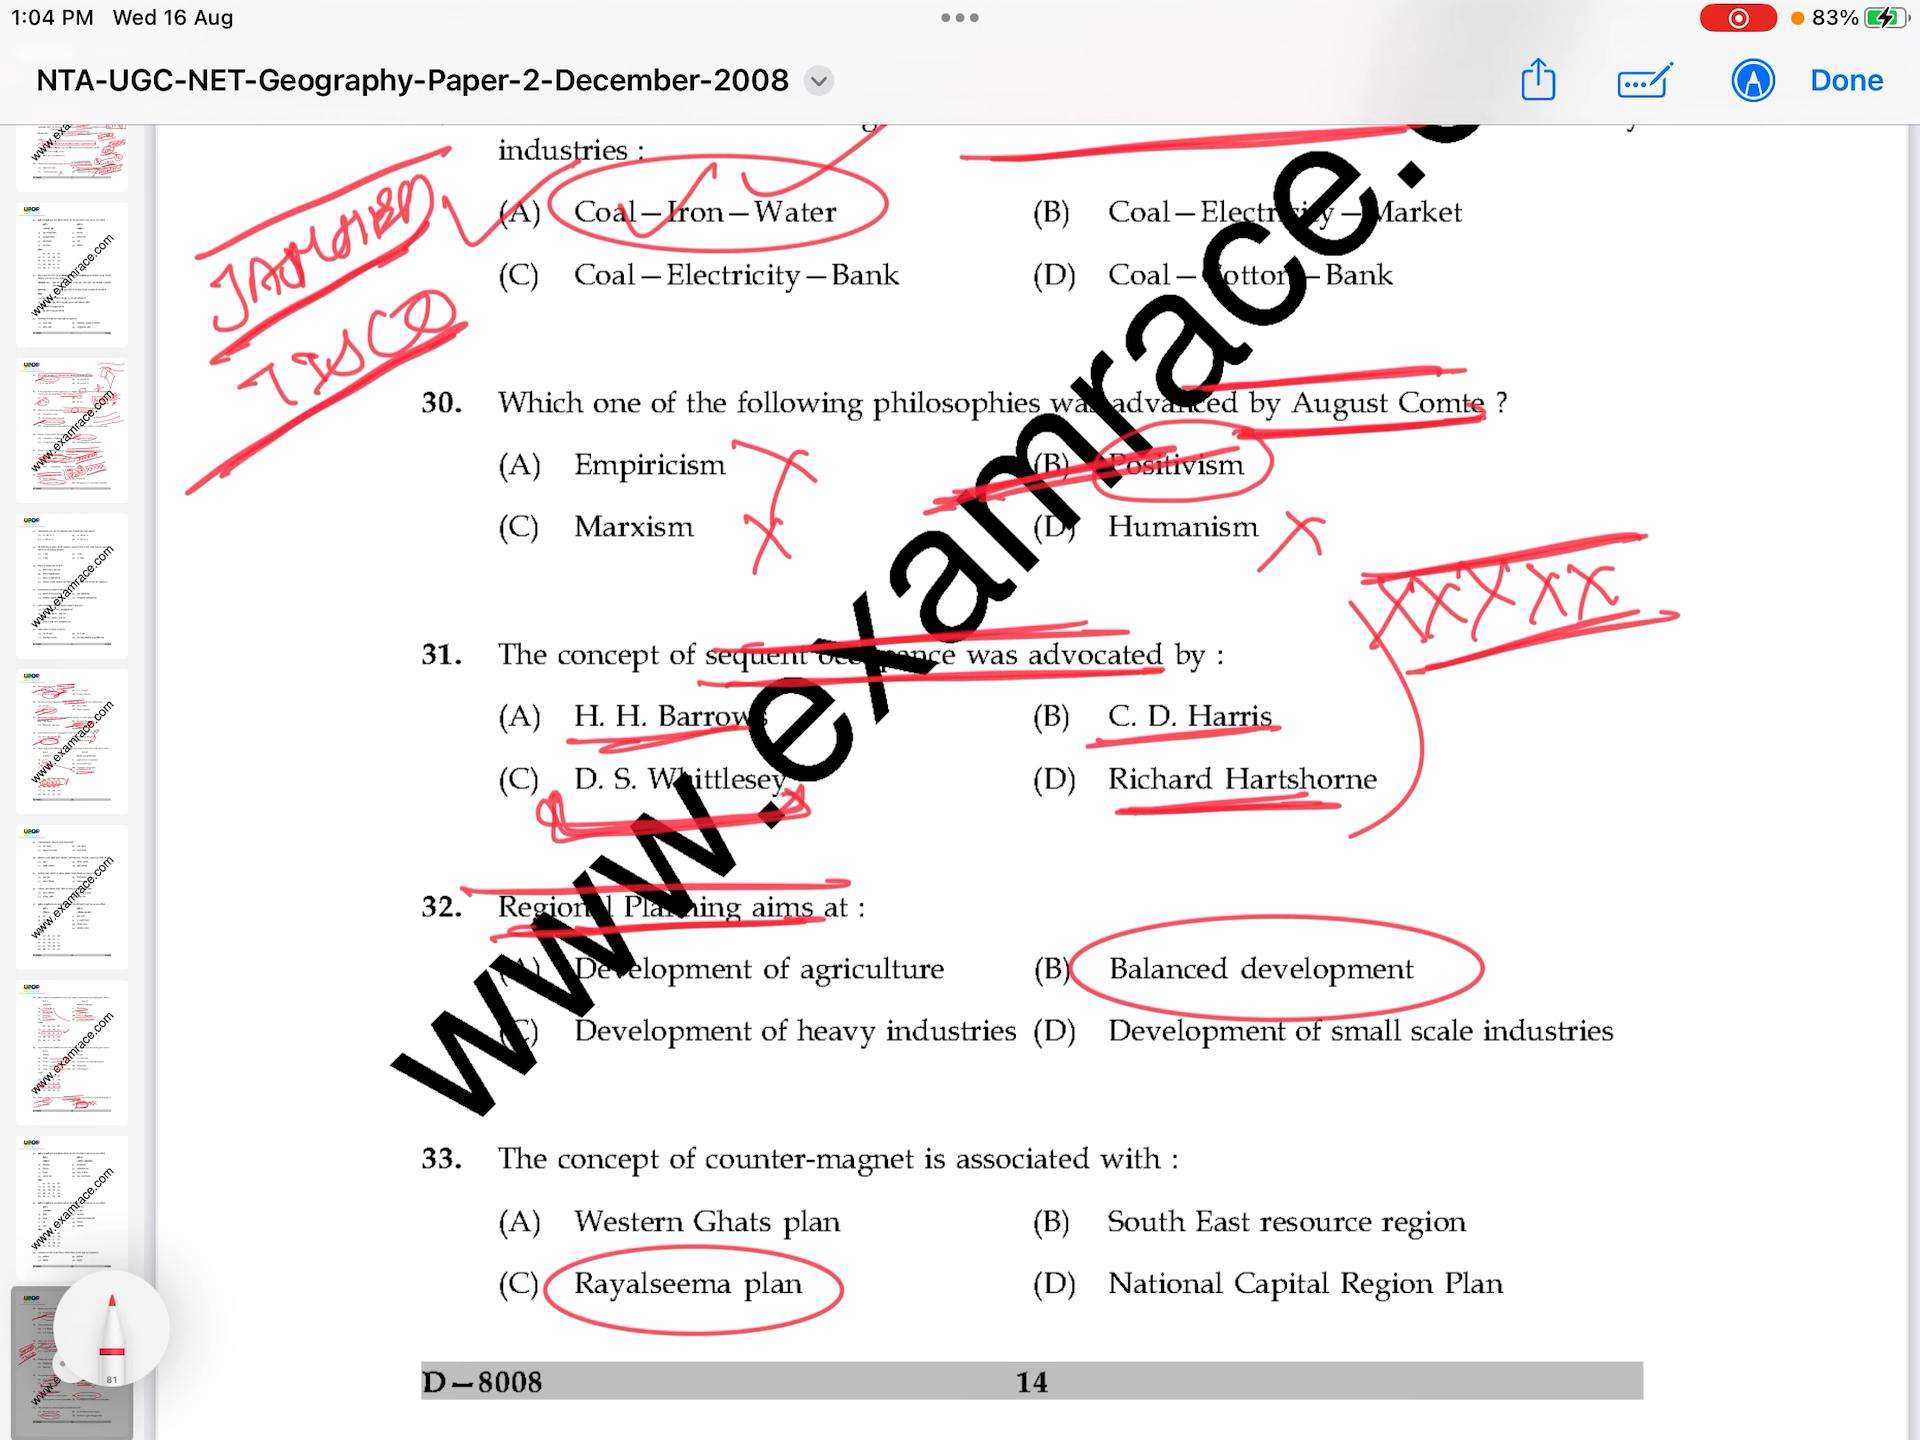 1:04 PM Wed 16 Aug
83%
NTA-UGC-NET-Geography-Paper-2-December-2008
Done
industries :
(A) Coal – Iron – Water (B) Coal – Electricity – Market
(C) Coal – Electricity – Bank (D) Coal – Cotton – Bank
TISCO
30. Which one of the following philosophies was advanced by August Comte ?
(A) Empiricism (B) Positivism
(C) Marxism (D) Humanism
31. The concept of sequent occupance was advocated by :
(A) H. H. Barrows (B) C. D. Harris
(C) D. S. Whittlesey (D) Richard Hartshorne
32. Regional Planning aims at :
(A) Development of agriculture (B) Balanced development
(C) Development of heavy industries (D) Development of small scale industries
33. The concept of counter-magnet is associated with :
(A) Western Ghats plan (B) South East resource region
(C) Rayalseema plan (D) National Capital Region Plan
D – 8008 14
www.examrace.
81